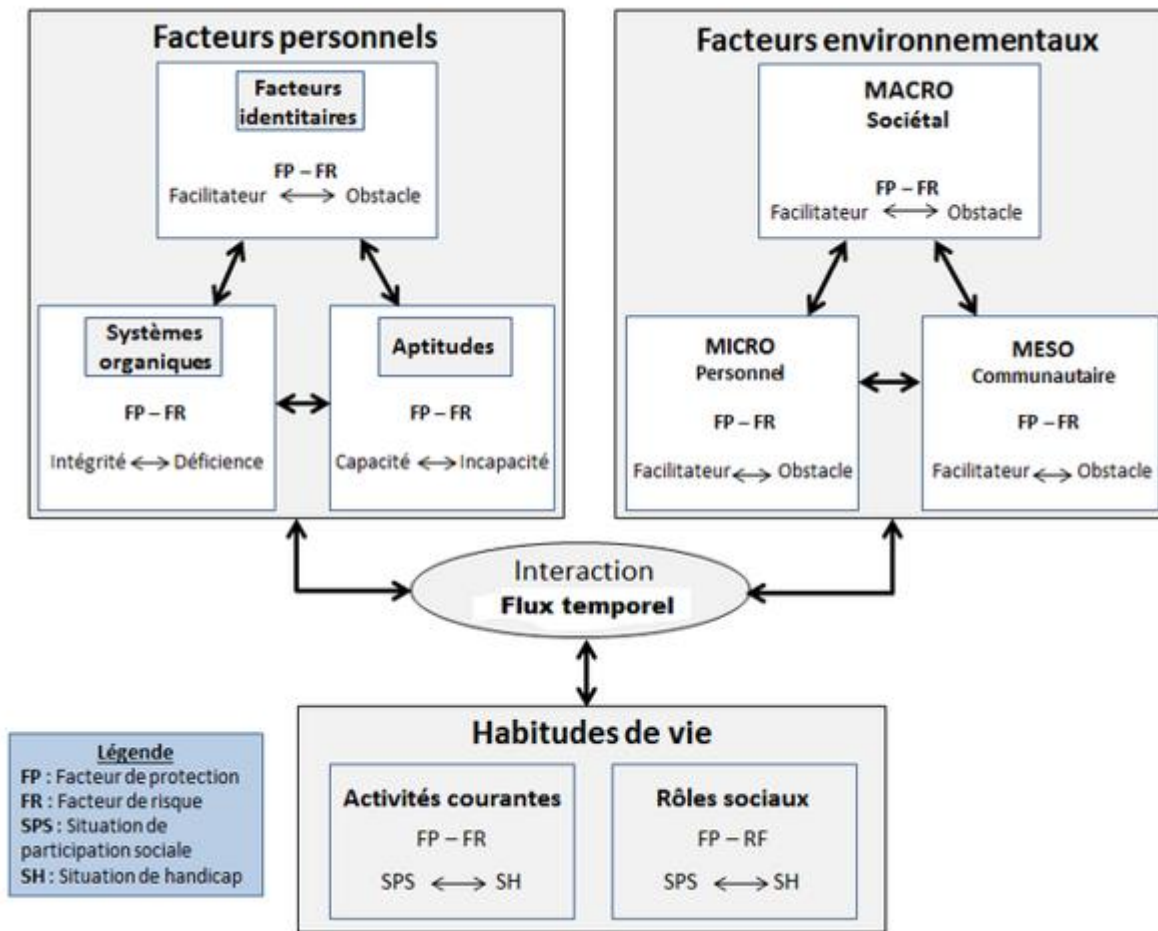 Facteurs personnels
Facteurs
identitaires
FP – FR
Facilitateur Obstacle
Systèmes
organiques
FP – FR
Intégrité Déficience
Aptitudes
FP – FR
Capacité Incapacité
Facteurs environnementaux
MACRO
Sociétal
FP – FR
Facilitateur Obstacle
MICRO
Personnel
FP – FR
Facilitateur Obstacle
MESO
Communautaire
FP – FR
Facilitateur Obstacle
Interaction
Flux temporel
Habitudes de vie
Activités courantes
FP – FR
SPS SH
Rôles sociaux
FP – RF
SPS SH
Légende
FP : Facteur de protection
FR : Facteur de risque
SPS : Situation de
participation sociale
SH : Situation de handicap